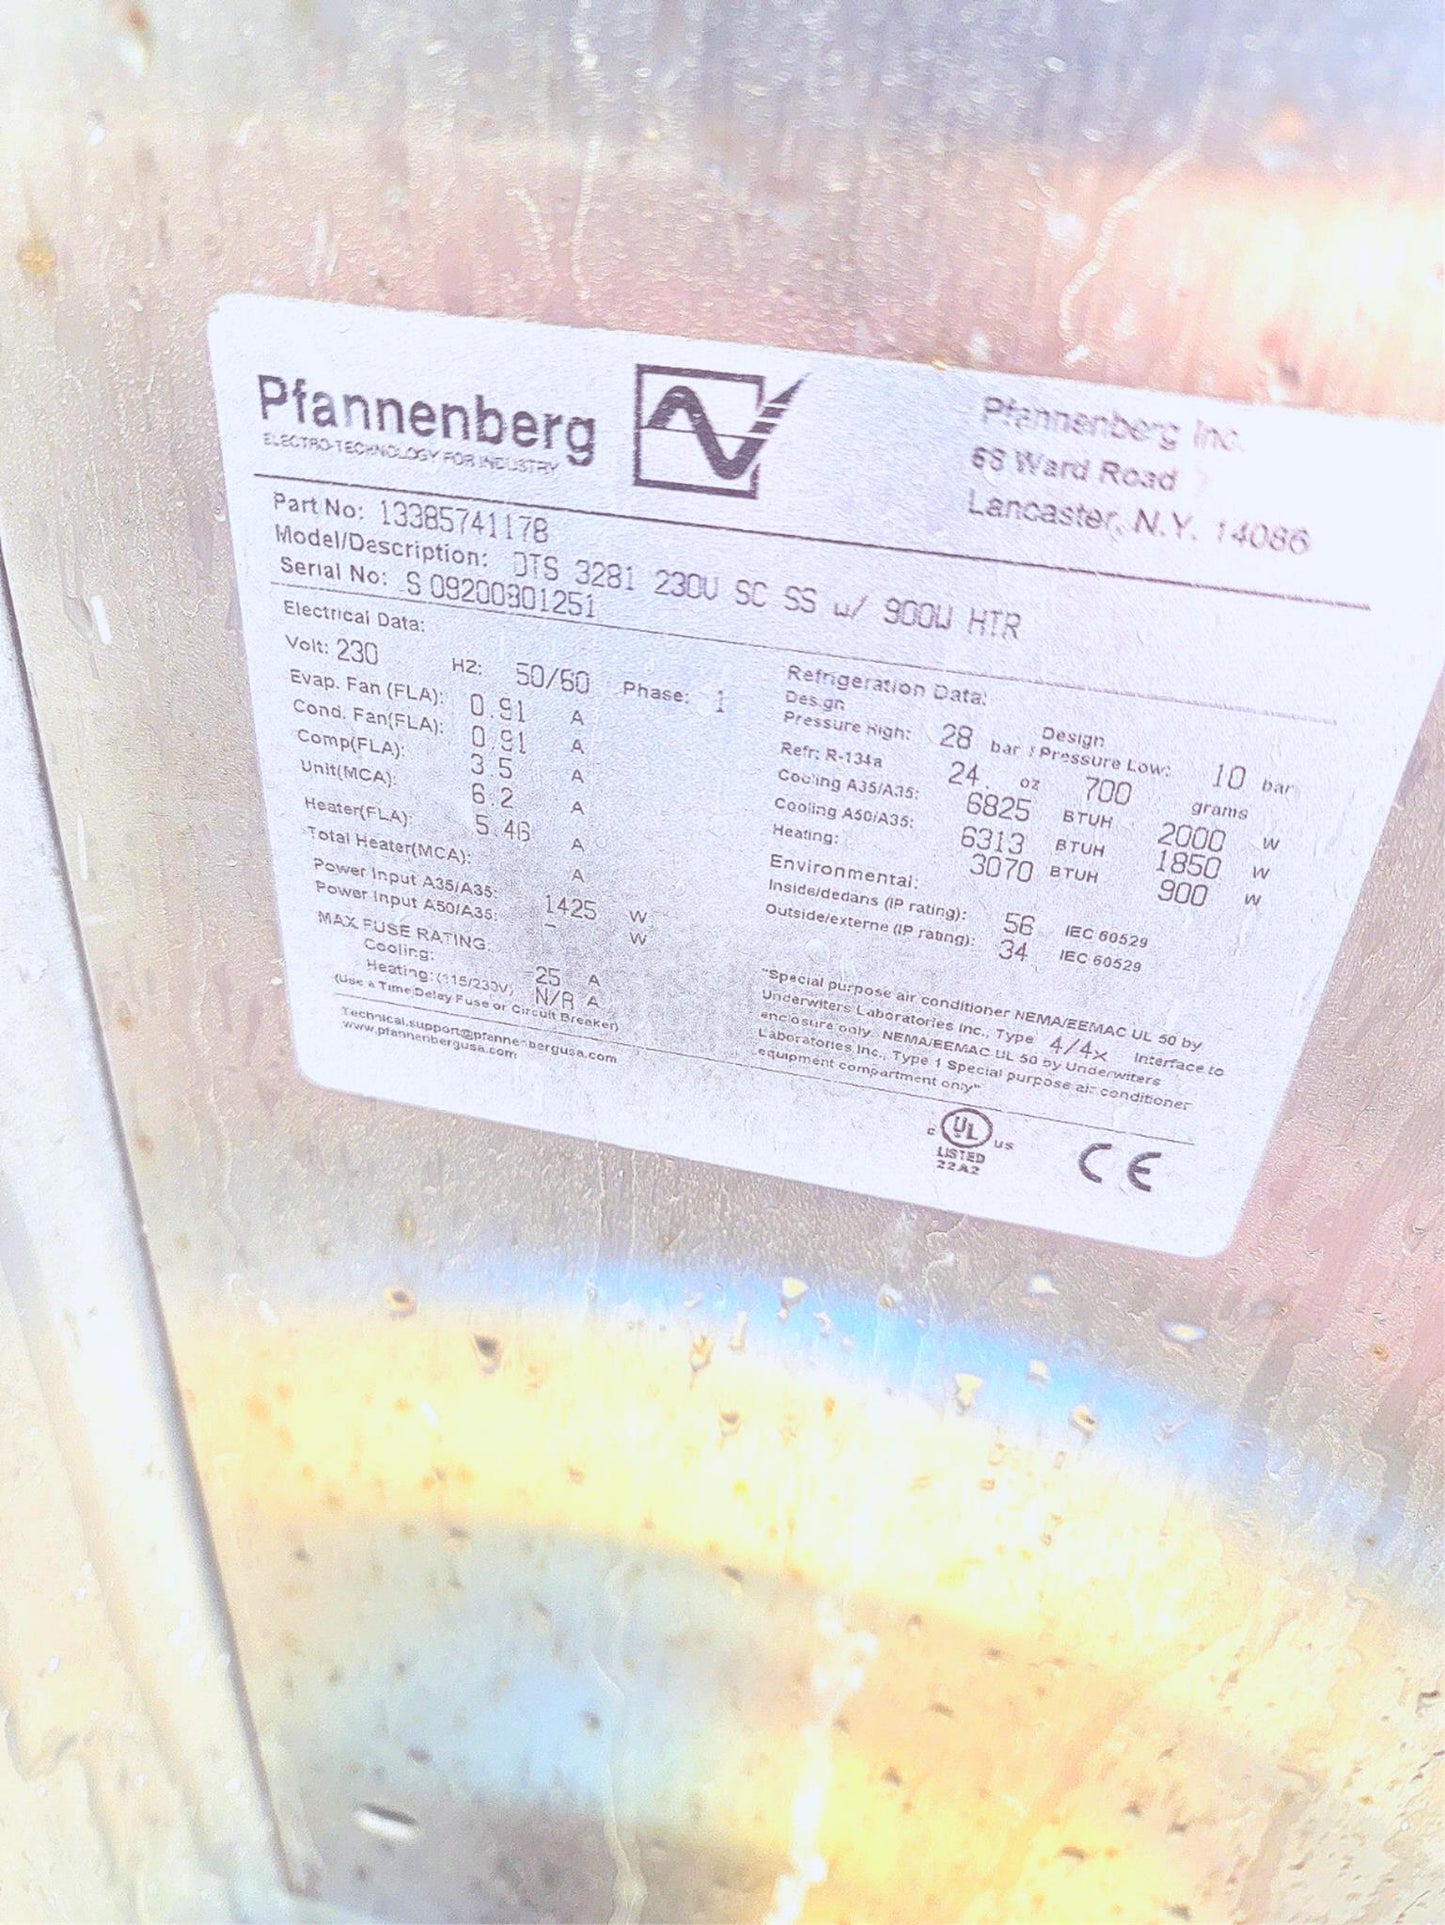 Pfannenberg
ELECTRO-TECHNOLOGY FOR INDUSTRY
Pfannenberg Inc.
68 Ward Road
Lancaster, N.Y. 14086
Part No: 13385741178
Model/Description: DTS 3281 230V SC SS w/ 900W HTR
Serial No: S 09200801251
Electrical Data:
Volt: 230 HZ: 50/60 Phase: 1
Evap. Fan (FLA): 0.91 A
Cond. Fan(FLA): 0.91 A
Comp(FLA): 3.5 A
Unit(MCA): 6.2 A
Heater(FLA): 5.46 A
Total Heater(MCA): A
Power Input A35/A35: 1425 W
Power Input A50/A35: - W
MAX FUSE RATING:
Cooling: 25 A
Heating: (115/230V) N/A A
(Use a Time Delay Fuse or Circuit Breaker)
Technical.support@pfannenbergusa.com
www.pfannenbergusa.com
Refrigeration Data:
Design Pressure High: 28 bar / Design Pressure Low: 10 bar
Refr: R-134a 24. oz 700 grams
Cooling A35/A35: 6825 BTUH 2000 W
Cooling A50/A35: 6313 BTUH 1850 W
Heating: 3070 BTUH 900 W
Environmental:
Inside/dedans (IP rating): 56 IEC 60529
Outside/externe (IP rating): 34 IEC 60529
"Special purpose air conditioner NEMA/EEMAC UL 50 by
Underwiters Laboratories Inc., Type 4/4x Interface to
enclosure only. NEMA/EEMAC UL 50 by Underwiters
Laboratories Inc., Type 1 Special purpose air conditioner
equipment compartment only"
c UL us
LISTED
22A2
CE